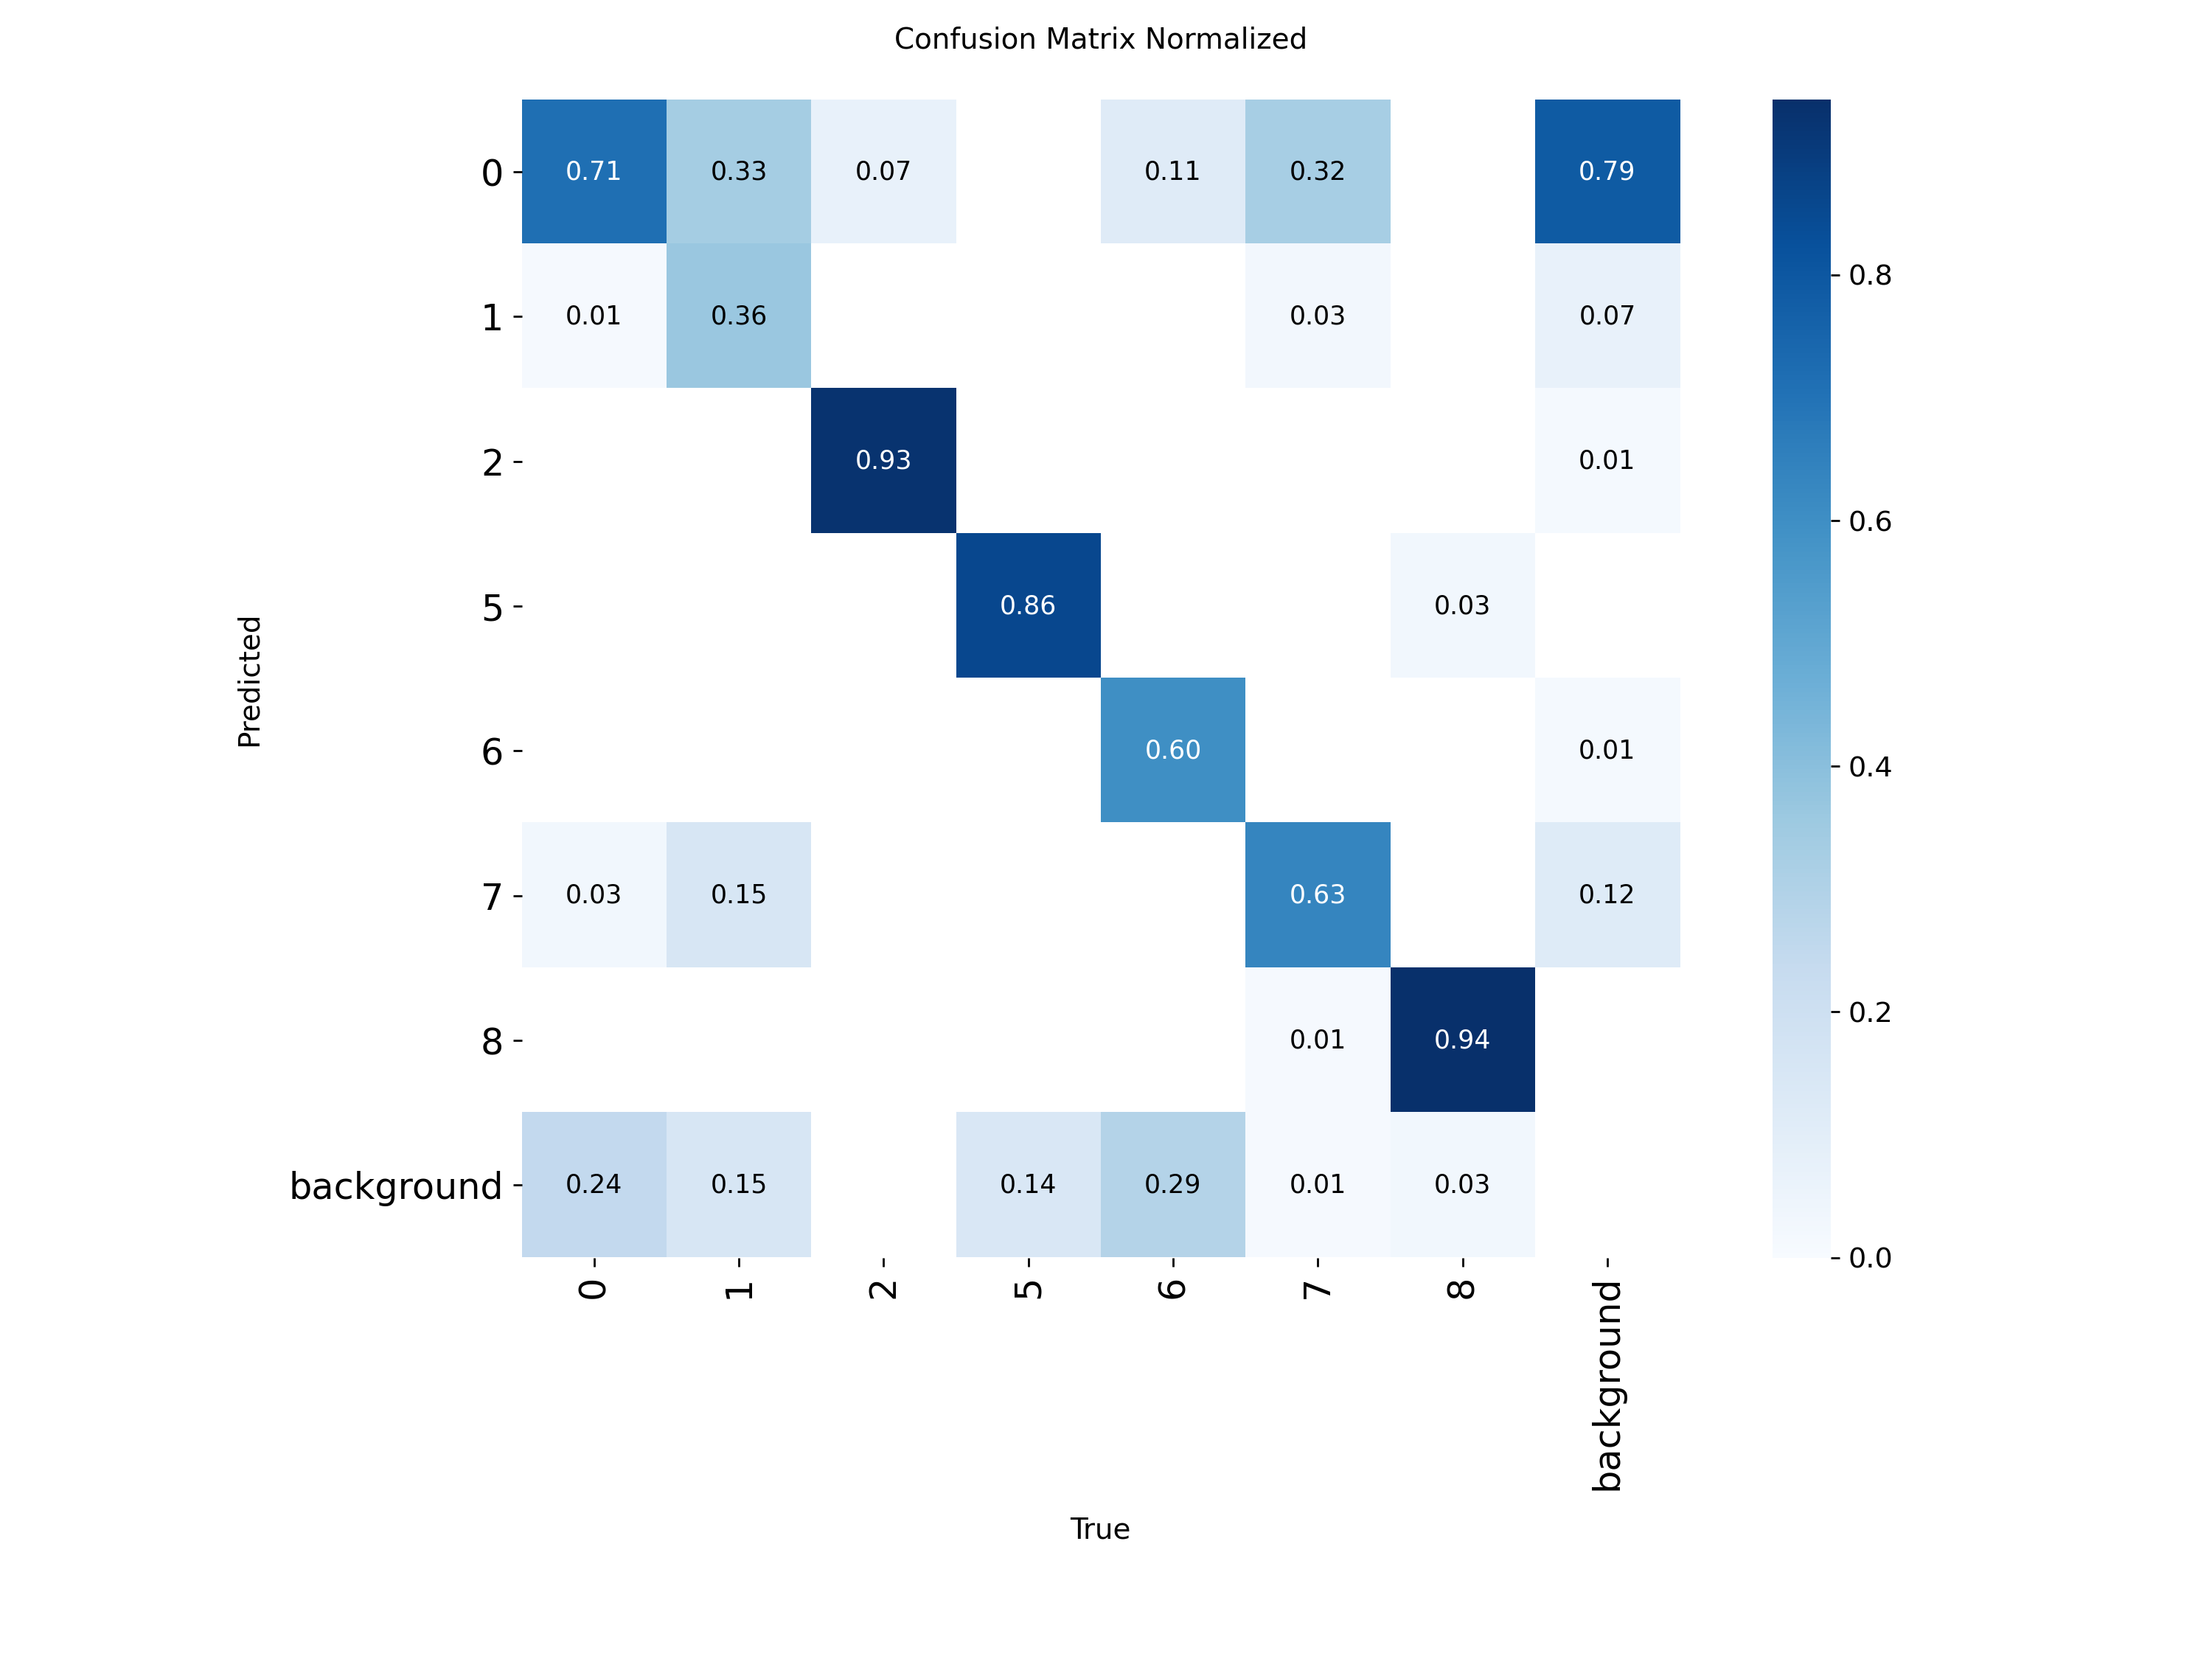 Confusion Matrix Normalized
0 0.71 0.33 0.07 0.11 0.32 0.79
1 0.01 0.36 0.03 0.07
2 0.93 0.01
5 0.86 0.03
6 0.60 0.01
7 0.03 0.15 0.63 0.12
8 0.01 0.94
background 0.24 0.15 0.14 0.29 0.01 0.03
0 1 2 5 6 7 8 background
Predicted
True
0.8
0.6
0.4
0.2
0.0